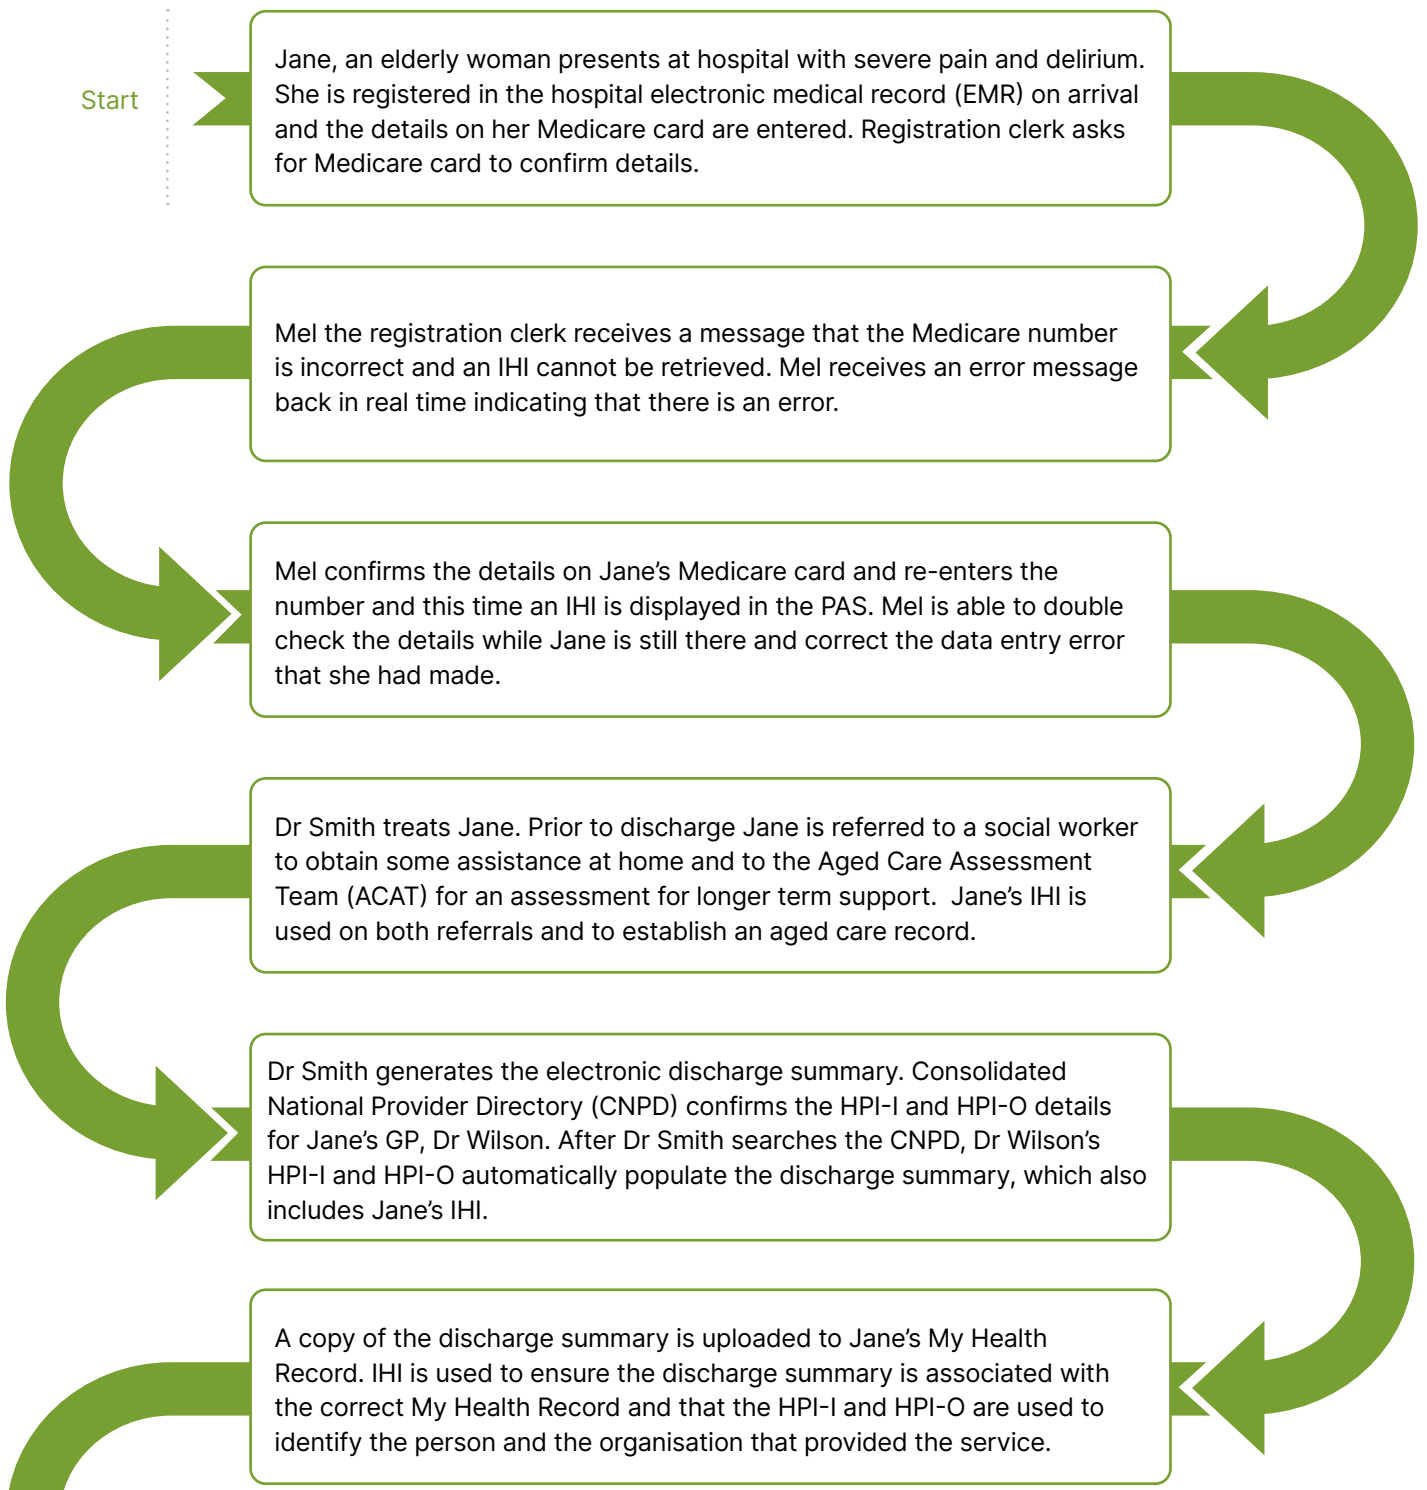 Start
Jane, an elderly woman presents at hospital with severe pain and delirium.
She is registered in the hospital electronic medical record (EMR) on arrival
and the details on her Medicare card are entered. Registration clerk asks
for Medicare card to confirm details.
Mel the registration clerk receives a message that the Medicare number
is incorrect and an IHI cannot be retrieved. Mel receives an error message
back in real time indicating that there is an error.
Mel confirms the details on Jane’s Medicare card and re-enters the
number and this time an IHI is displayed in the PAS. Mel is able to double
check the details while Jane is still there and correct the data entry error
that she had made.
Dr Smith treats Jane. Prior to discharge Jane is referred to a social worker
to obtain some assistance at home and to the Aged Care Assessment
Team (ACAT) for an assessment for longer term support.  Jane’s IHI is
used on both referrals and to establish an aged care record.
Dr Smith generates the electronic discharge summary. Consolidated
National Provider Directory (CNPD) confirms the HPI-I and HPI-O details
for Jane’s GP, Dr Wilson. After Dr Smith searches the CNPD, Dr Wilson’s
HPI-I and HPI-O automatically populate the discharge summary, which also
includes Jane’s IHI.
A copy of the discharge summary is uploaded to Jane’s My Health
Record. IHI is used to ensure the discharge summary is associated with
the correct My Health Record and that the HPI-I and HPI-O are used to
identify the person and the organisation that provided the service.